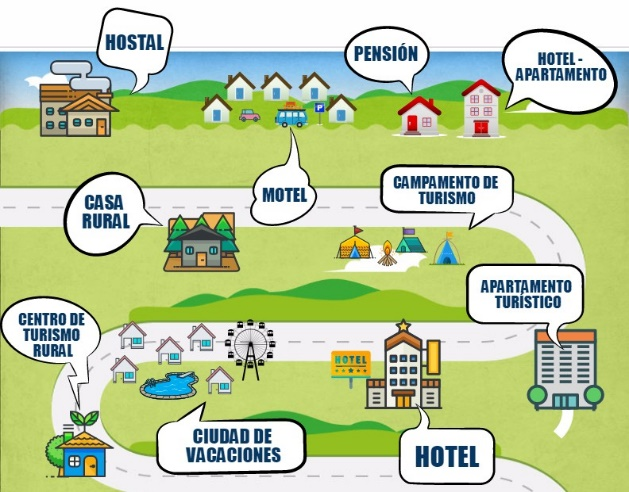 HOSTAL
PENSIÓN
HOTEL -
APARTAMENTO
P
MOTEL
CASA
RURAL
CAMPAMENTO DE
TURISMO
APARTAMENTO
TURÍSTICO
CENTRO DE
TURISMO
RURAL
HOTEL
CIUDAD DE
VACACIONES
HOTEL